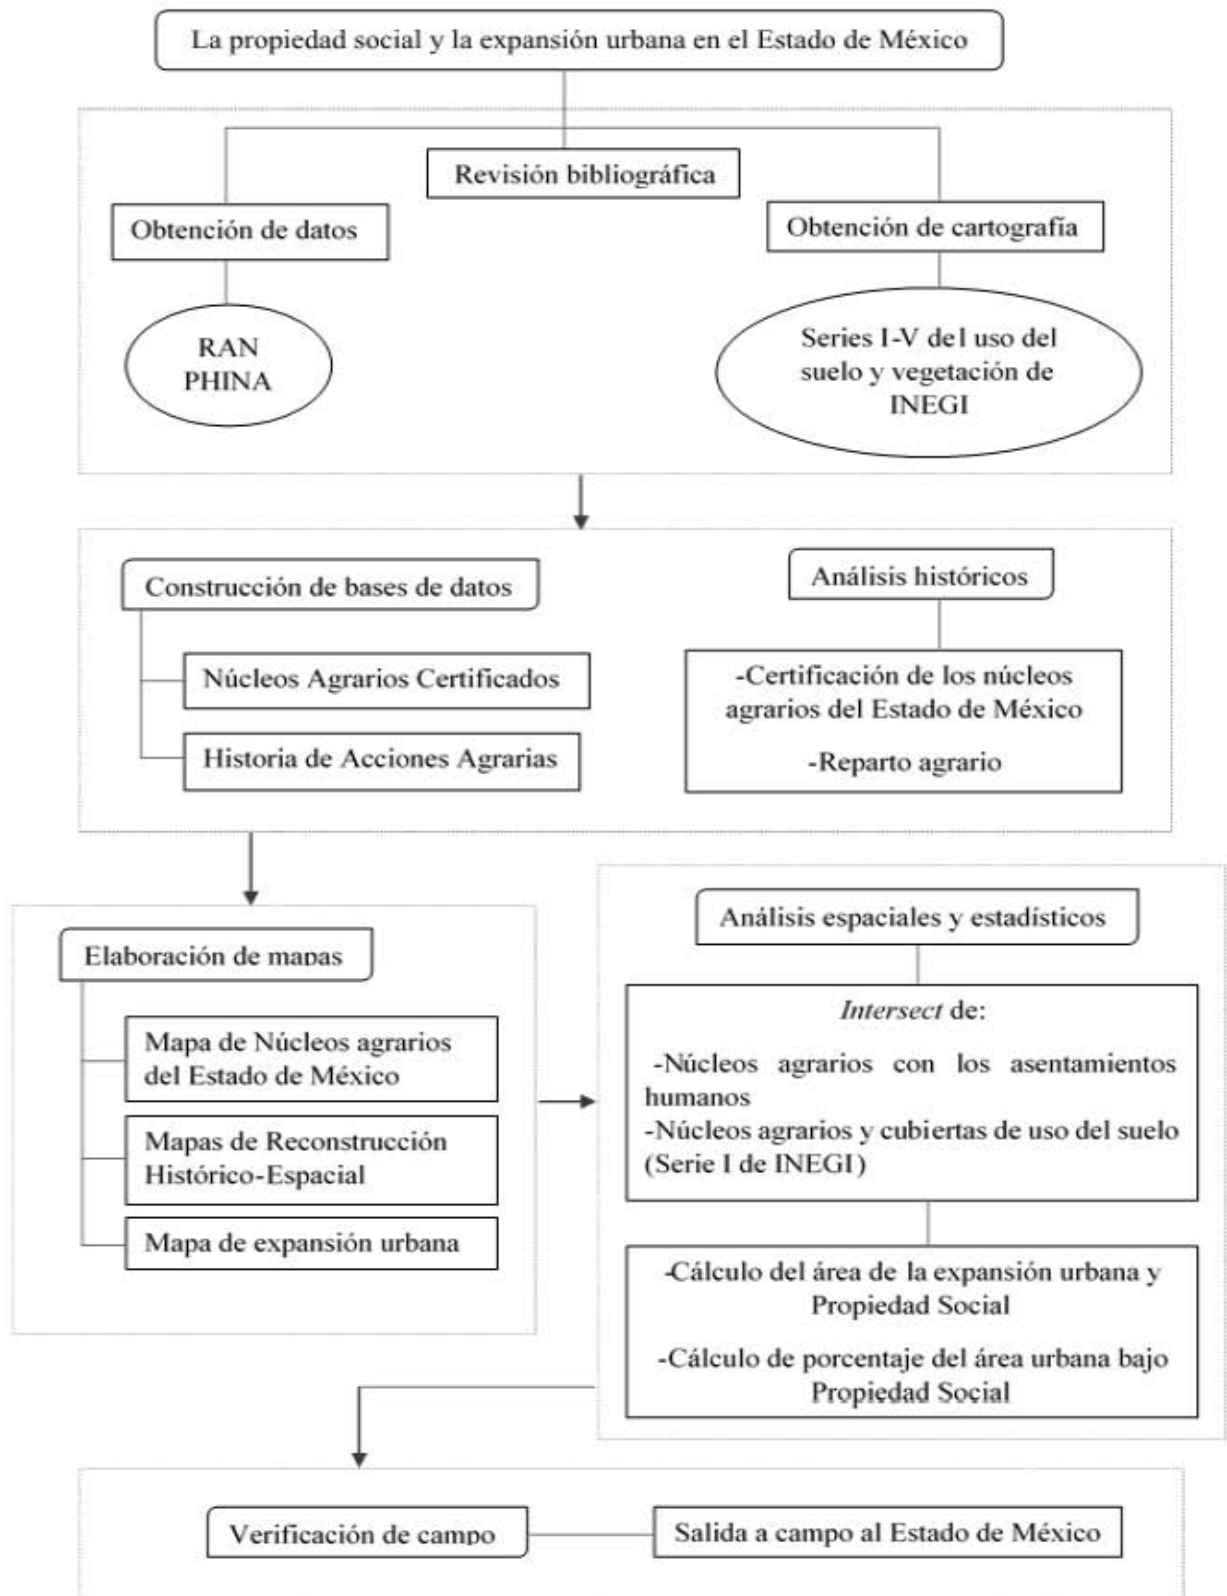 La propiedad social y la expansión urbana en el Estado de México
Revisión bibliográfica
Obtención de datos
Obtención de cartografía
RAN
PHINA
Series I-V del uso del
suelo y vegetación de
INEGI
Construcción de bases de datos
Núcleos Agrarios Certificados
Historia de Acciones Agrarias
Análisis históricos
-Certificación de los núcleos
agrarios del Estado de México
-Reparto agrario
Elaboración de mapas
Mapa de Núcleos agrarios
del Estado de México
Mapas de Reconstrucción
Histórico-Espacial
Mapa de expansión urbana
Análisis espaciales y estadísticos
Intersect de:
-Núcleos agrarios con los asentamientos
humanos
-Núcleos agrarios y cubiertas de uso del suelo
(Serie I de INEGI)
-Cálculo del área de la expansión urbana y
Propiedad Social
-Cálculo de porcentaje del área urbana bajo
Propiedad Social
Verificación de campo
Salida a campo al Estado de México